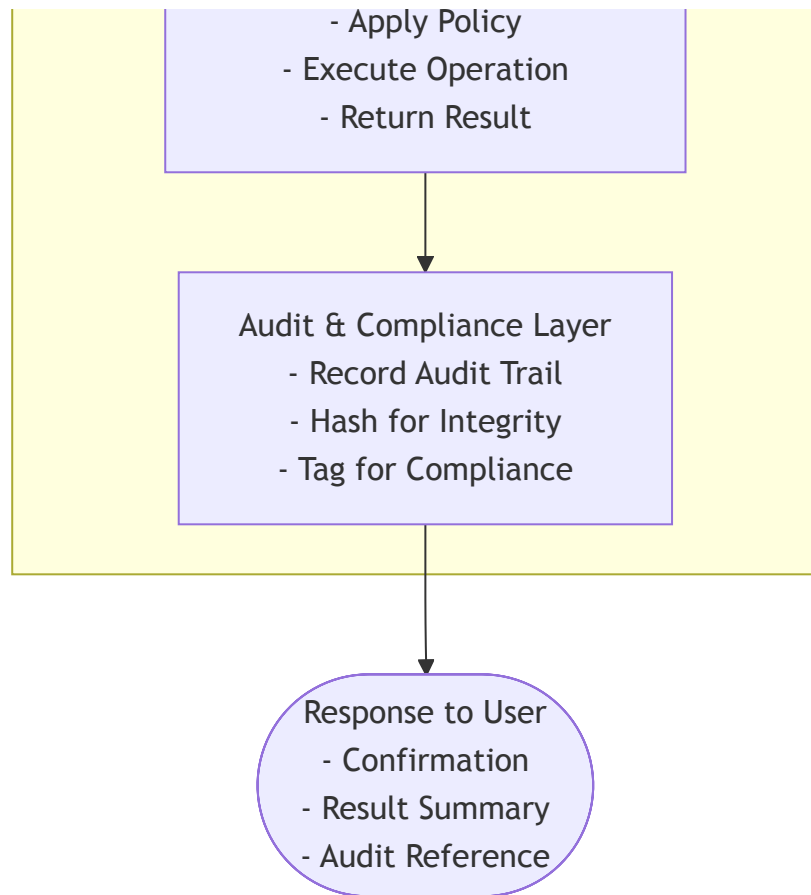 - Apply Policy
- Execute Operation
- Return Result
Audit & Compliance Layer
- Record Audit Trail
- Hash for Integrity
- Tag for Compliance
Response to User
- Confirmation
- Result Summary
- Audit Reference